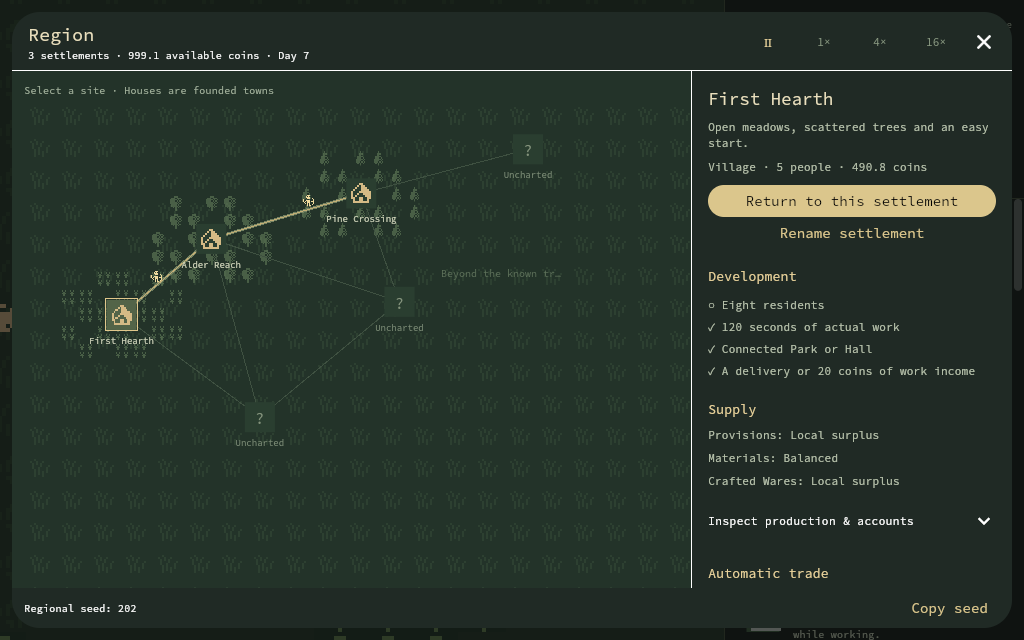 Region
3 settlements · 999.1 available coins · Day 7
1×
4×
16×
Select a site · Houses are founded towns
?
Uncharted
Pine Crossing
Alder Reach
Beyond the known tr…
?
Uncharted
First Hearth
?
Uncharted
First Hearth
Open meadows, scattered trees and an easy
start.
Village · 5 people · 490.8 coins
Return to this settlement
Rename settlement
Development
○ Eight residents
✓ 120 seconds of actual work
✓ Connected Park or Hall
✓ A delivery or 20 coins of work income
Supply
Provisions: Local surplus
Materials: Balanced
Crafted Wares: Local surplus
Inspect production & accounts
Automatic trade
Regional seed: 202
Copy seed
while working.